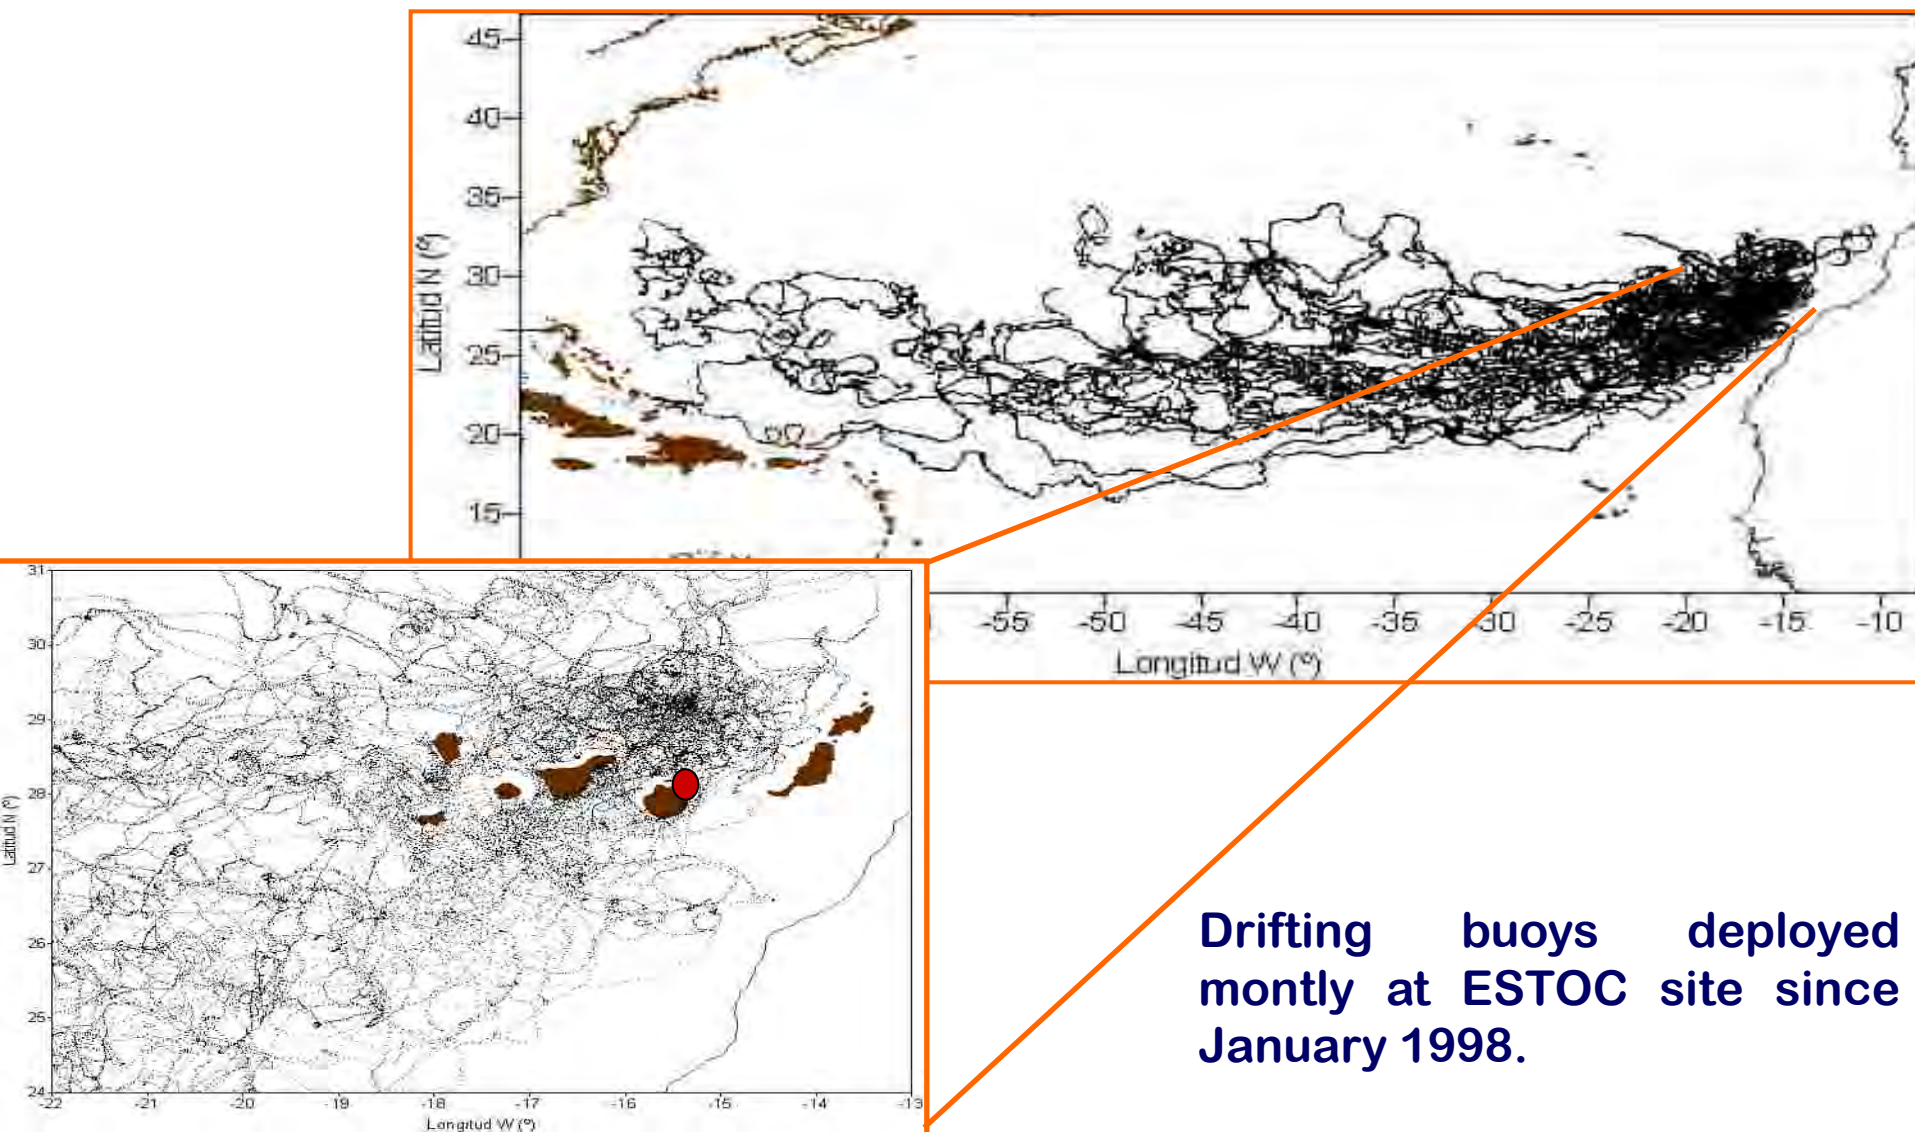 45
40
35
30
25
20
15
Latitud N (º)
-55 -50 -45 -40 -35 -30 -25 -20 -15 -10
Longitud W (º)
31
30
29
28
27
26
25
24
Latitud N (º)
-22 -21 -20 -19 -18 -17 -16 -15 -14 -13
Longitud W (º)
Drifting buoys deployed
montly at ESTOC site since
January 1998.